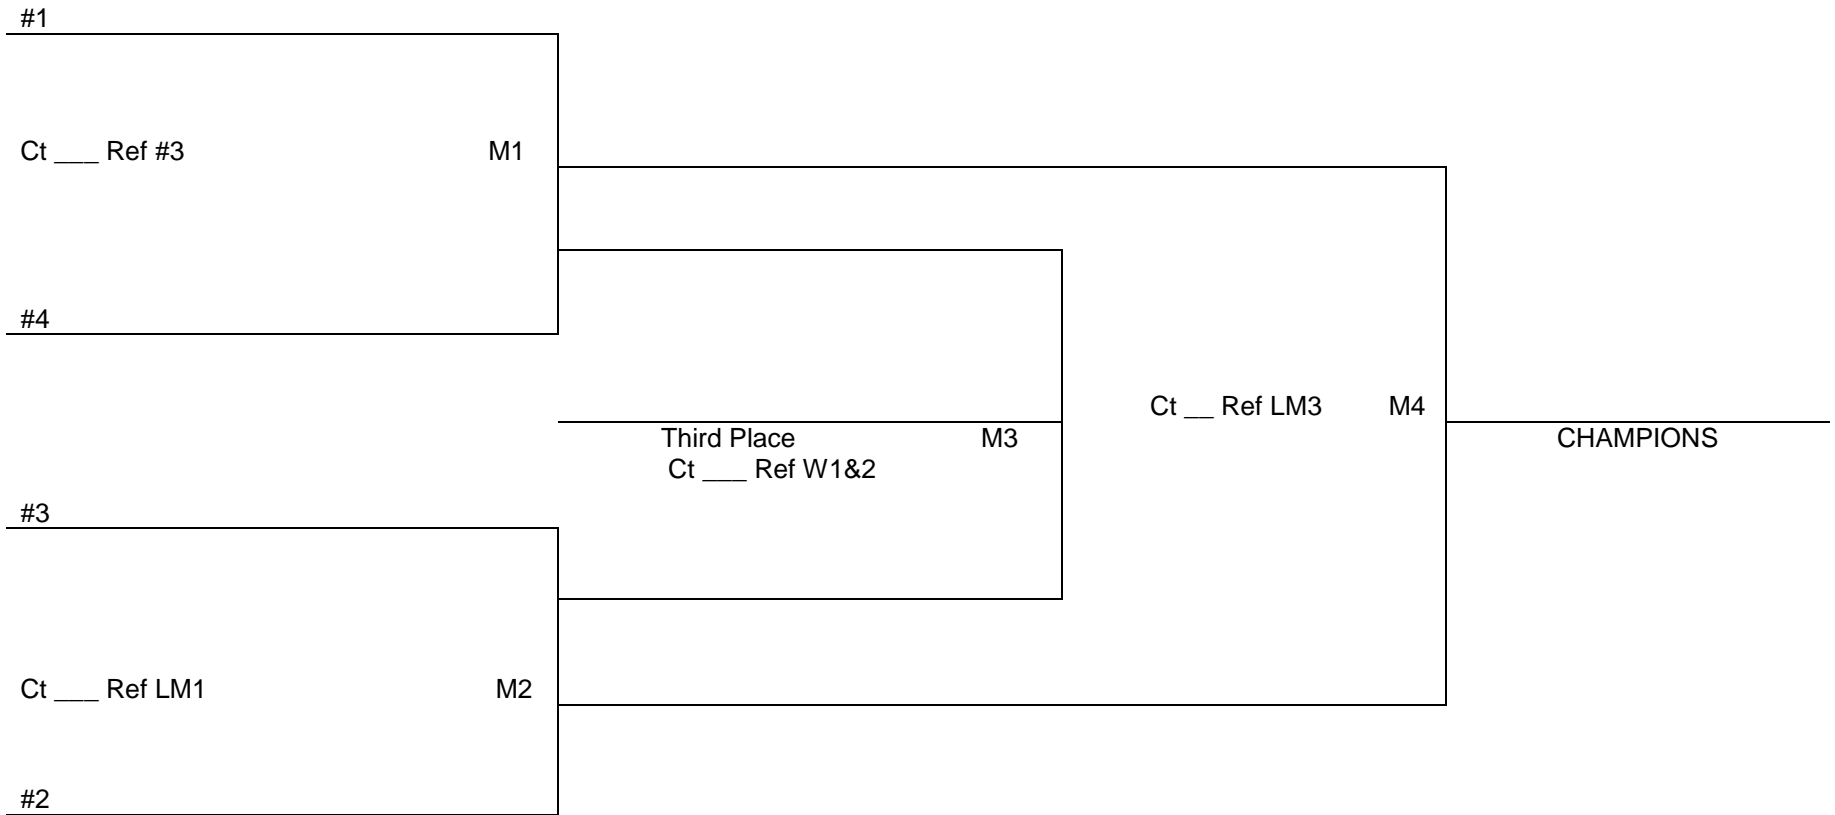 #1
Ct ___ Ref #3 M1
#4
Ct __ Ref LM3 M4
Third Place M3
CHAMPIONS
Ct ___ Ref W1&2
#3
Ct ___ Ref LM1 M2
#2